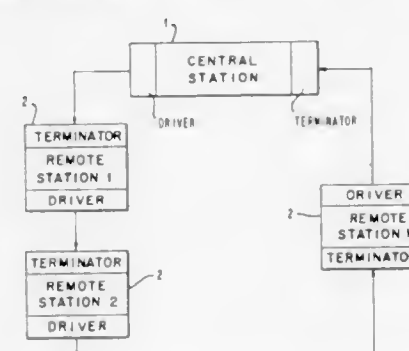 1
CENTRAL
STATION
DRIVER
TERMINATOR
2
TERMINATOR
REMOTE
STATION 1
DRIVER
2
TERMINATOR
REMOTE
STATION 2
DRIVER
2
DRIVER
REMOTE
STATION